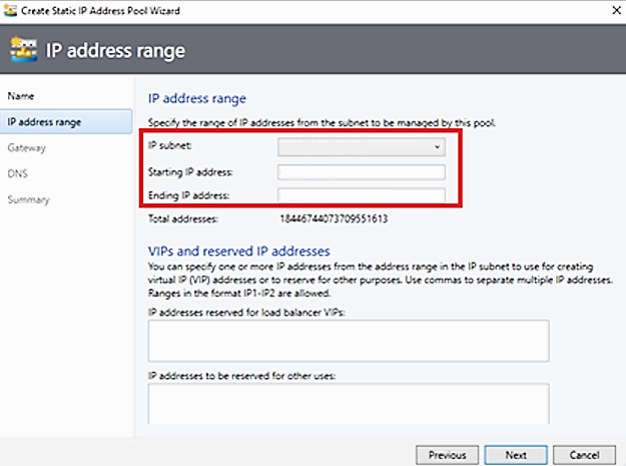 Create Static IP Address Pool Wizard
IP address range
Name
IP address range
Gateway
DNS
Summary
IP address range
Specify the range of IP addresses from the subnet to be managed by this pool.
IP subnet:
Starting IP address:
Ending IP address:
Total addresses: 18446744073709551613
VIPs and reserved IP addresses
You can specify one or more IP addresses from the address range in the IP subnet to use for creating
virtual IP (VIP) addresses or to reserve for other purposes. Use commas to separate multiple IP addresses.
Ranges in the format IP1-IP2 are allowed.
IP addresses reserved for load balancer VIPs:
IP addresses to be reserved for other uses:
Previous
Next
Cancel